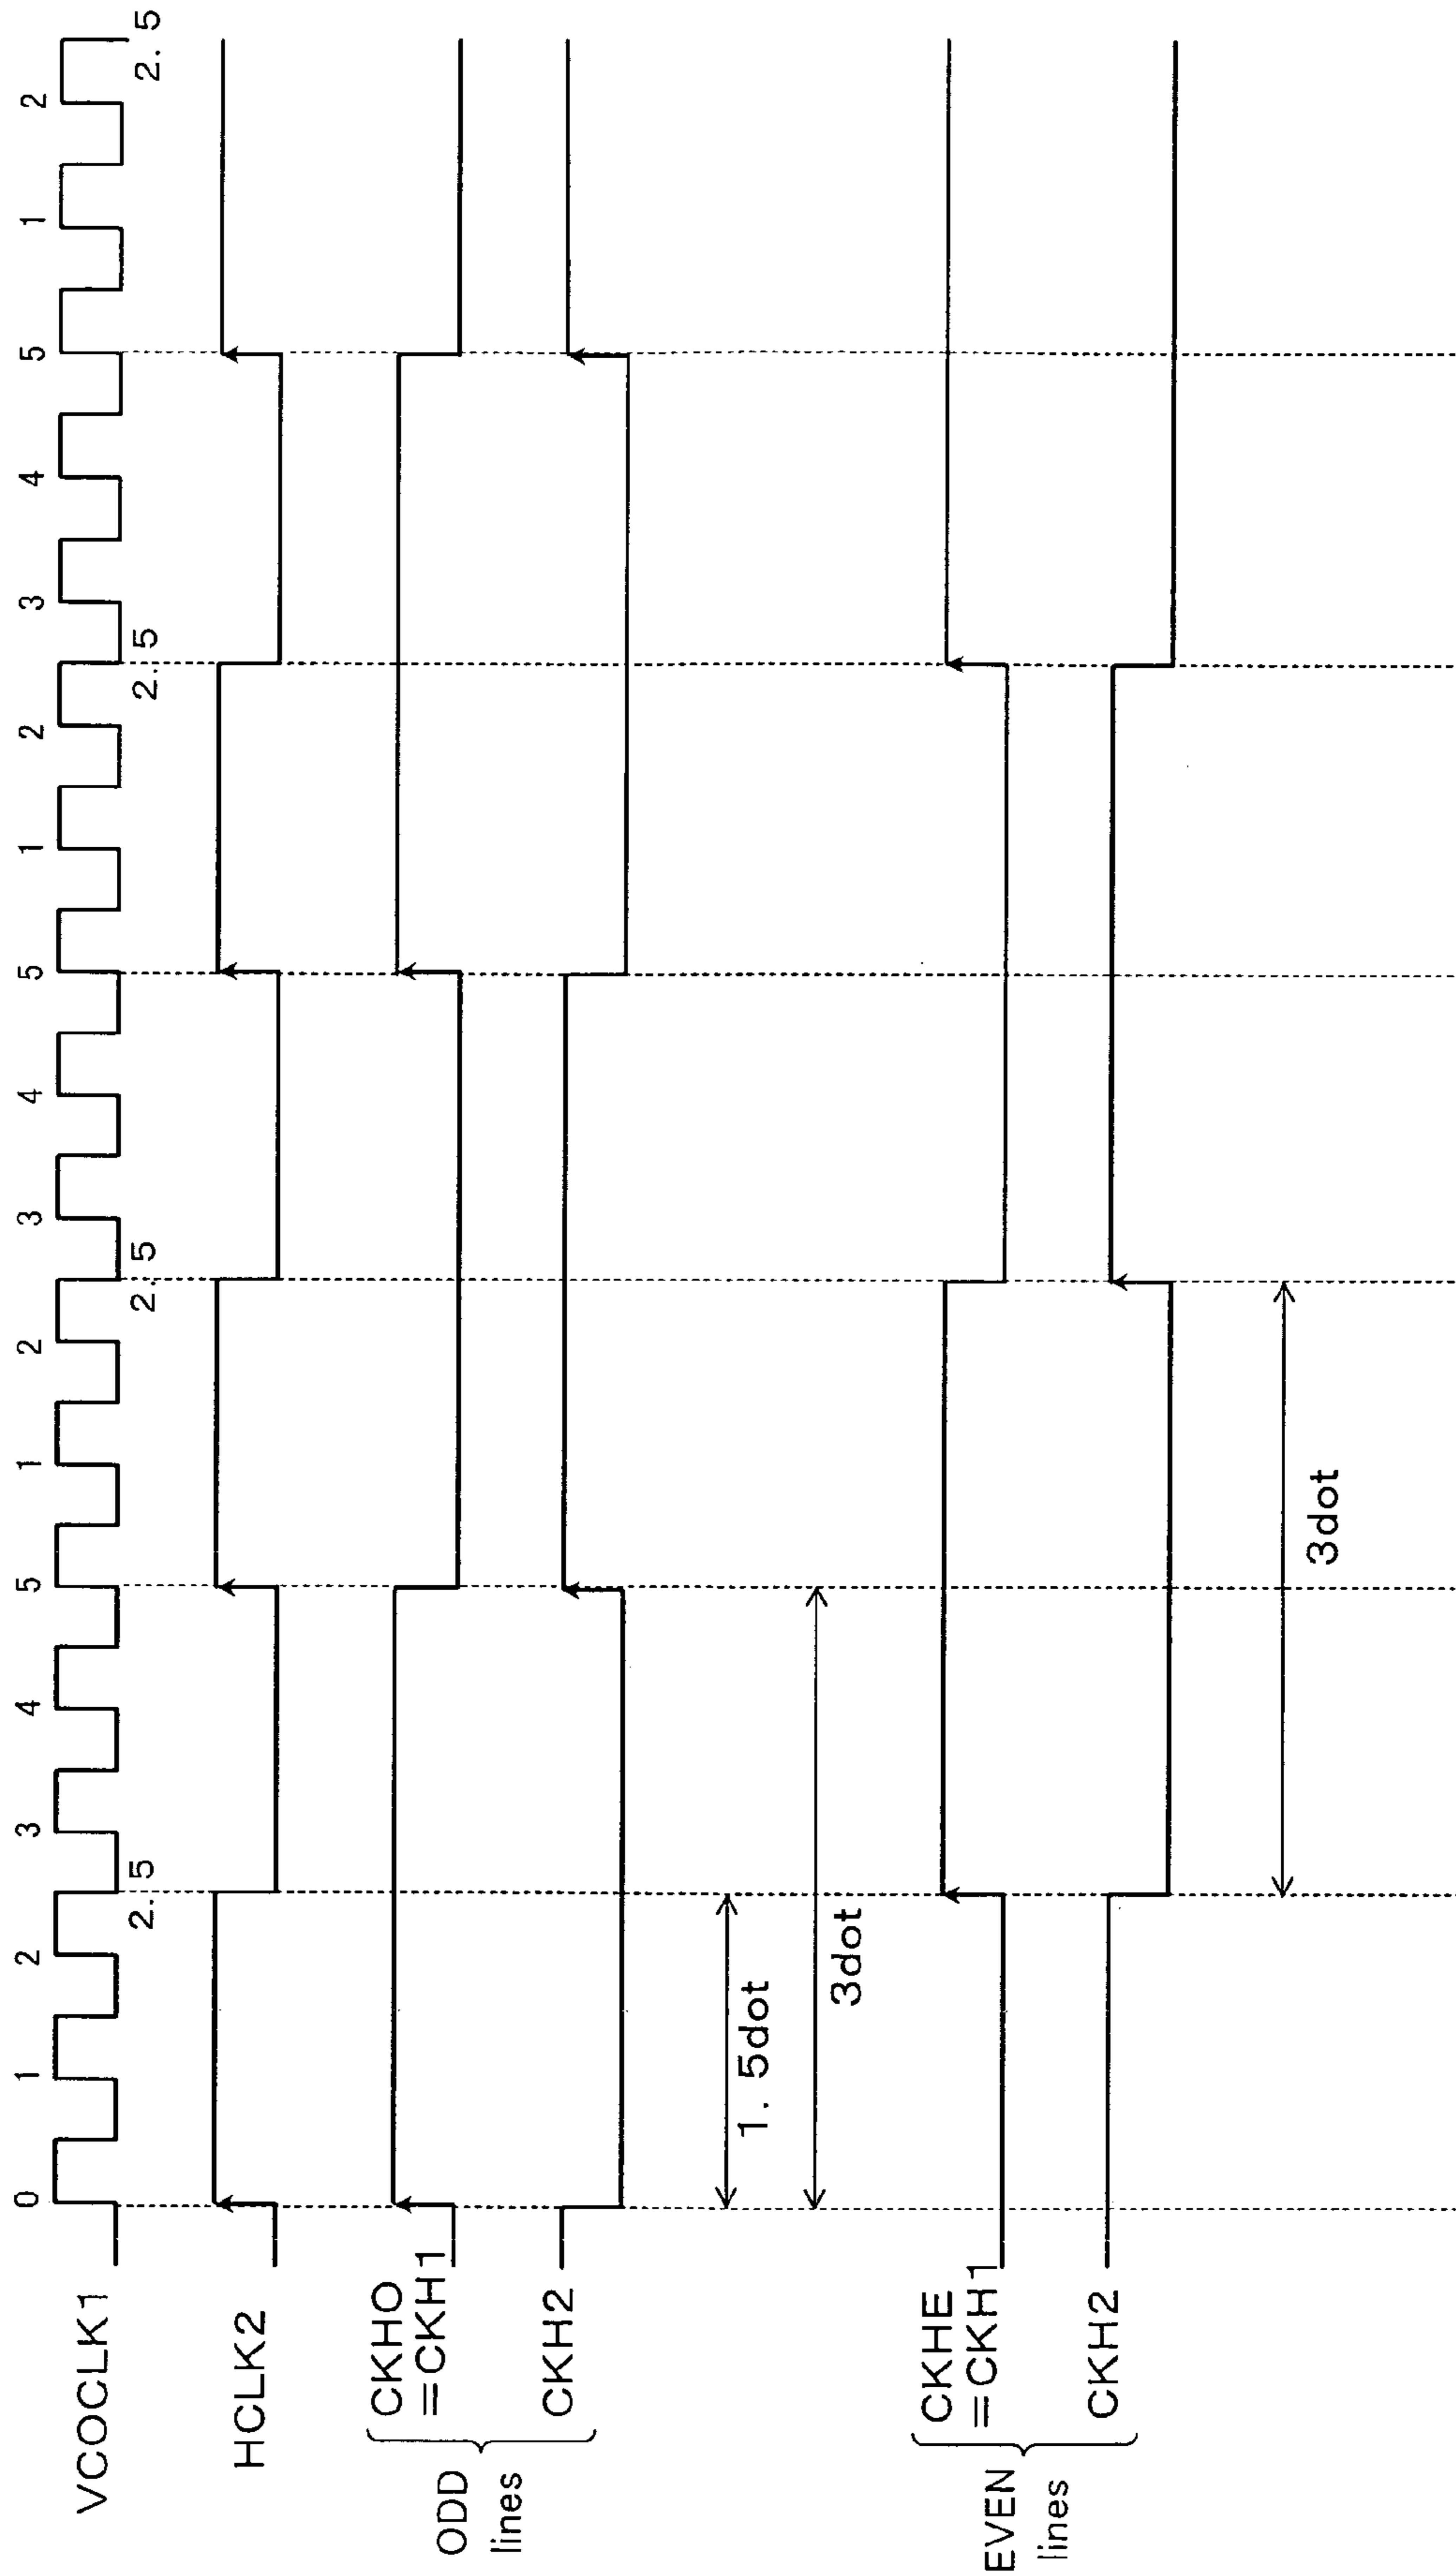 0 1 2 3 4 5 1 2 3 4 5 1 2 3 4 5 1 2
VCOCLK1
2.5 2.5 2.5 2.5
HCLK2
ODD
lines
CKHO
=CKH1
CKH2
1.5dot
3dot
EVEN
lines
CKHE
=CKH1
CKH2
3dot